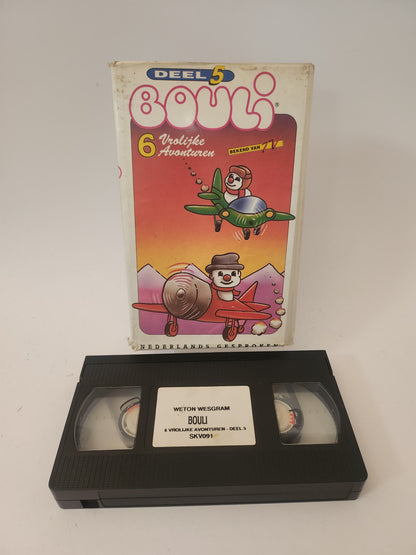 DEEL 5
BOULi®
6 Vrolijke
Avonturen
BEKEND VAN TV
NEDERLANDS GESPROKEN
WETON WESGRAM
BOULI
6 VROLIJKE AVONTUREN - DEEL 5
SKV091